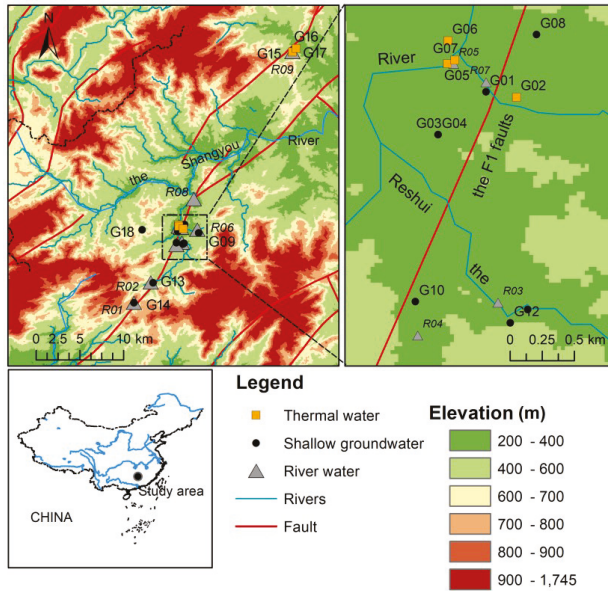 N
G16
G15
G17
R09
River
Shangyou
the
R08
G18
R06
G09
R02
G13
R01
G14
0 2.5 5 10 km
G06
G08
G07
R05
River
G05
R07
G01
G02
G03G04
the F1 faults
Reshui
the
G10
R03
G12
R04
0 0.25 0.5 km
Study area
CHINA
Legend
Thermal water
Shallow groundwater
River water
Rivers
Fault
Elevation (m)
200 - 400
400 - 600
600 - 700
700 - 800
800 - 900
900 - 1,745